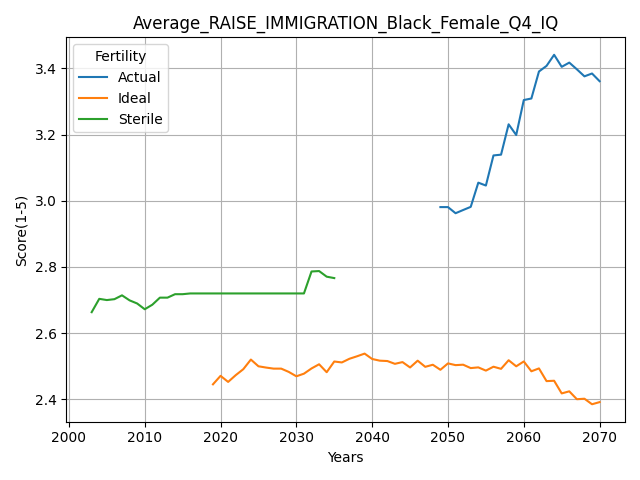 Average_RAISE_IMMIGRATION_Black_Female_Q4_IQ
Fertility
Actual
Ideal
Sterile
Score(1-5)
3.4
3.2
3.0
2.8
2.6
2.4
2000 2010 2020 2030 2040 2050 2060 2070
Years